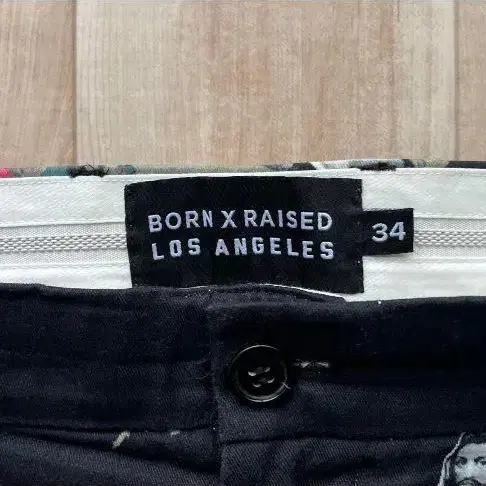 BORN X RAISED
LOS ANGELES
34